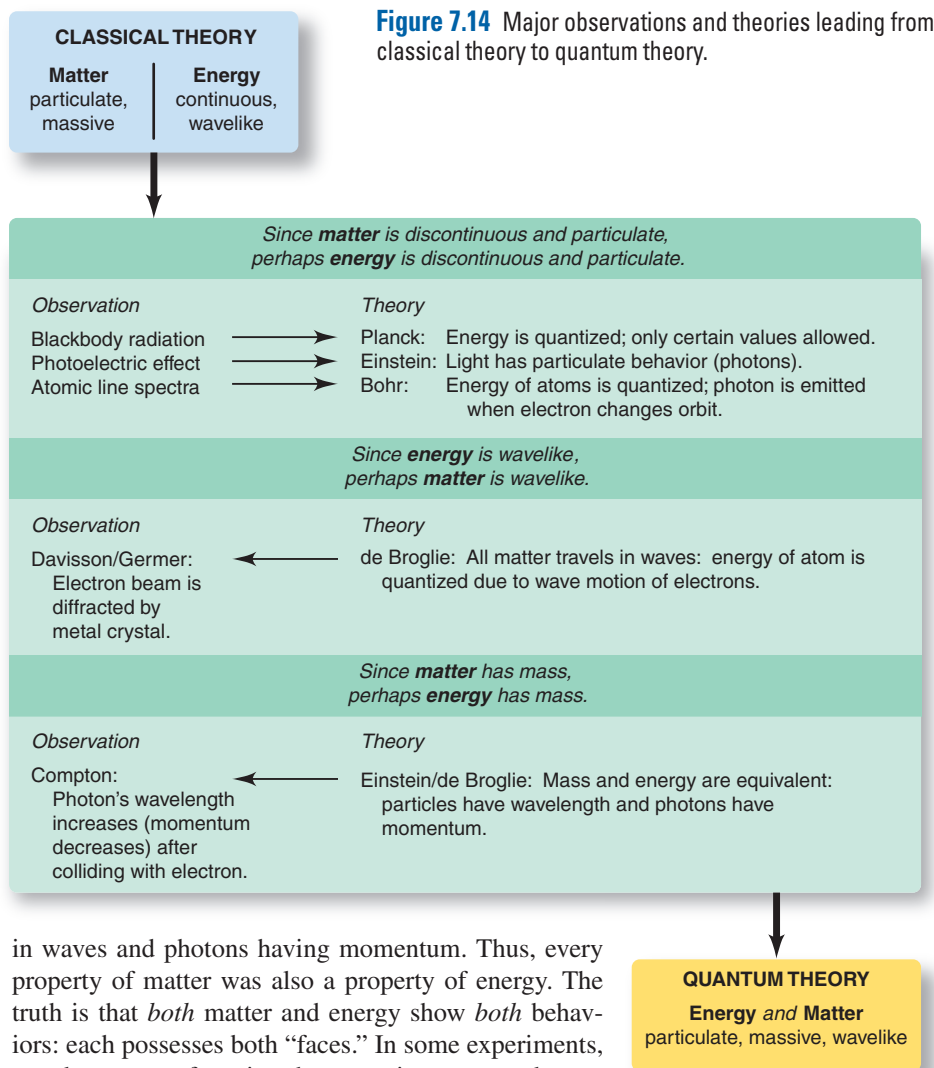 CLASSICAL THEORY
Matter
particulate,
massive
Energy
continuous,
wavelike
Figure 7.14 Major observations and theories leading from
classical theory to quantum theory.
Since matter is discontinuous and particulate,
perhaps energy is discontinuous and particulate.
Observation
Theory
Blackbody radiation
Planck: Energy is quantized; only certain values allowed.
Photoelectric effect
Einstein: Light has particulate behavior (photons).
Atomic line spectra
Bohr: Energy of atoms is quantized; photon is emitted
when electron changes orbit.
Since energy is wavelike,
perhaps matter is wavelike.
Observation
Theory
Davisson/Germer:
Electron beam is
diffracted by
metal crystal.
de Broglie: All matter travels in waves: energy of atom is
quantized due to wave motion of electrons.
Since matter has mass,
perhaps energy has mass.
Observation
Theory
Compton:
Photon's wavelength
increases (momentum
decreases) after
colliding with electron.
Einstein/de Broglie: Mass and energy are equivalent:
particles have wavelength and photons have
momentum.
in waves and photons having momentum. Thus, every
property of matter was also a property of energy. The
truth is that both matter and energy show both behav-
iors: each possesses both “faces.” In some experiments,
QUANTUM THEORY
Energy and Matter
particulate, massive, wavelike